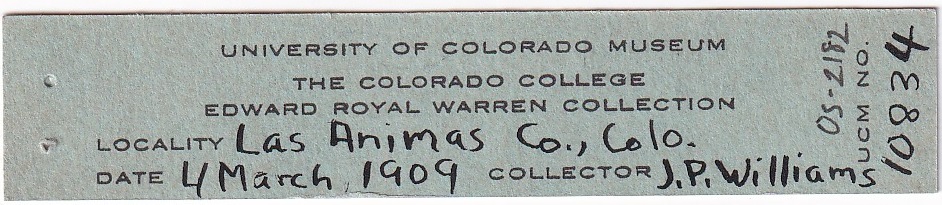 UNIVERSITY OF COLORADO MUSEUM
THE COLORADO COLLEGE
EDWARD ROYAL WARREN COLLECTION
LOCALITY Las Animas Co., Colo.
DATE 4 March, 1909 COLLECTOR J.P. Williams
OS-2182
UCM NO.
10834